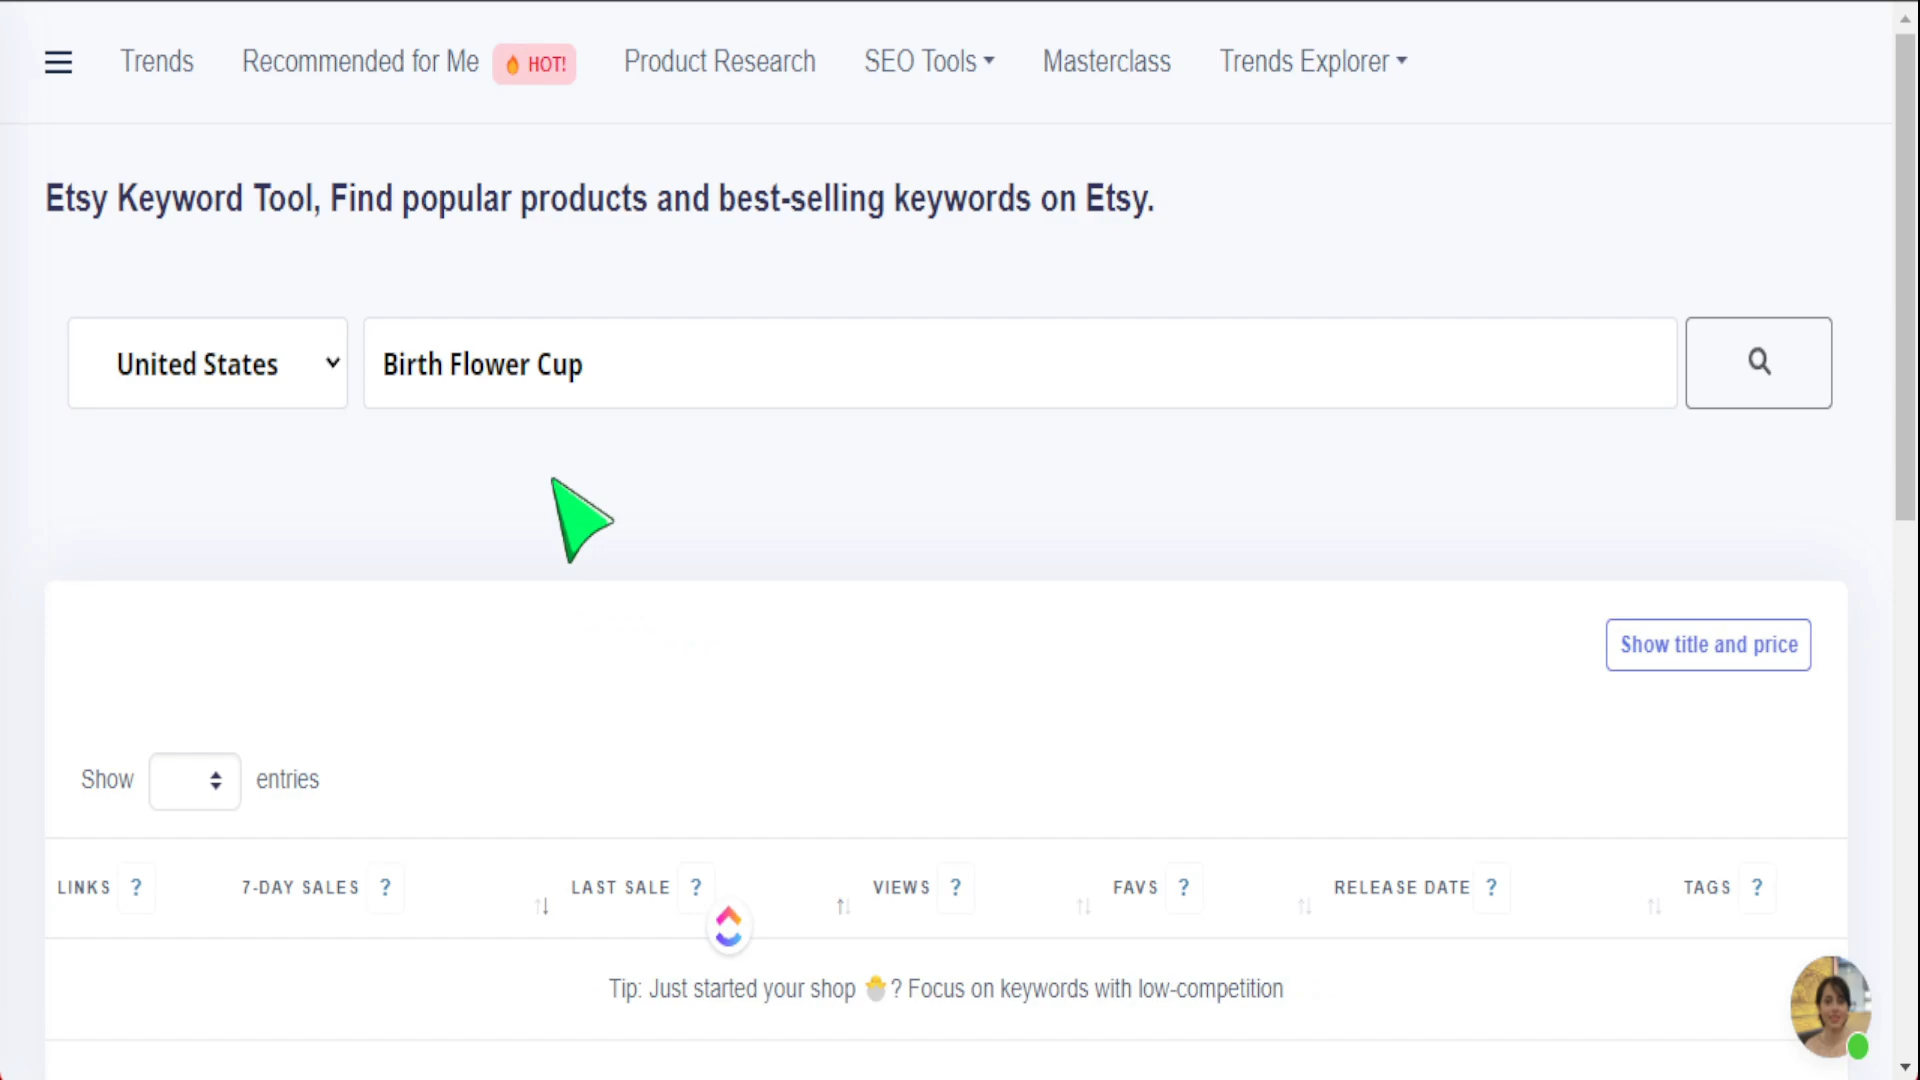 Trends Recommended for Me HOT! Product Research SEO Tools Masterclass Trends Explorer
Etsy Keyword Tool, Find popular products and best-selling keywords on Etsy.
United States Birth Flower Cup
Show title and price
Show entries
LINKS ? 7-DAY SALES ? LAST SALE ? VIEWS ? FAVS ? RELEASE DATE ? TAGS ?
Tip: Just started your shop 🐣? Focus on keywords with low-competition